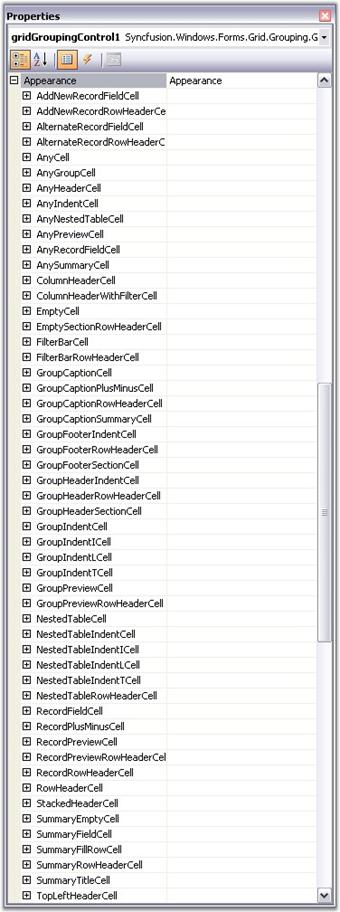 Properties
gridGroupingControl1 Syncfusion.Windows.Forms.Grid.Grouping.G
Appearance Appearance
AddNewRecordFieldCell
AddNewRecordRowHeaderCe
AlternateRecordFieldCell
AlternateRecordRowHeaderC
AnyCell
AnyGroupCell
AnyHeaderCell
AnyIndentCell
AnyNestedTableCell
AnyPreviewCell
AnyRecordFieldCell
AnySummaryCell
ColumnHeaderCell
ColumnHeaderWithFilterCell
EmptyCell
EmptySectionRowHeaderCell
FilterBarCell
FilterBarRowHeaderCell
GroupCaptionCell
GroupCaptionPlusMinusCell
GroupCaptionRowHeaderCell
GroupCaptionSummaryCell
GroupFooterIndentCell
GroupFooterRowHeaderCell
GroupFooterSectionCell
GroupHeaderIndentCell
GroupHeaderRowHeaderCell
GroupHeaderSectionCell
GroupIndentCell
GroupIndentICell
GroupIndentLCell
GroupIndentTCell
GroupPreviewCell
GroupPreviewRowHeaderCell
NestedTableCell
NestedTableIndentCell
NestedTableIndentICell
NestedTableIndentLCell
NestedTableIndentTCell
NestedTableRowHeaderCell
RecordFieldCell
RecordPlusMinusCell
RecordPreviewCell
RecordPreviewRowHeaderCel
RecordRowHeaderCell
RowHeaderCell
StackedHeaderCell
SummaryEmptyCell
SummaryFieldCell
SummaryFillRowCell
SummaryRowHeaderCell
SummaryTitleCell
TopLeftHeaderCell